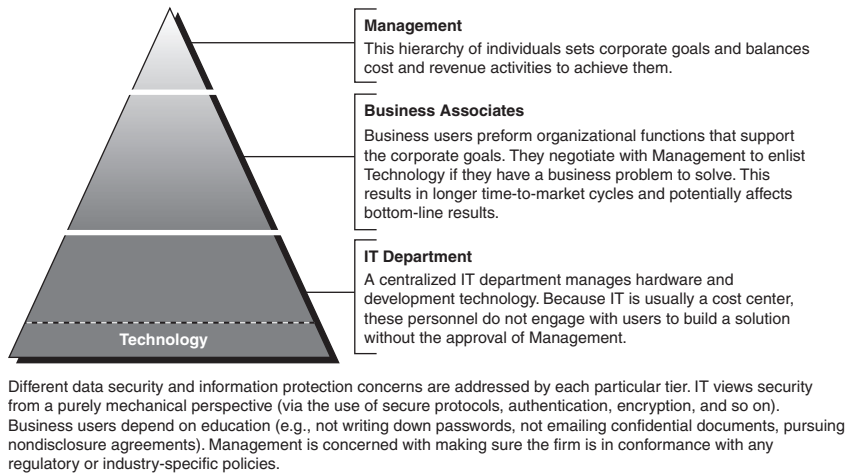 Management
This hierarchy of individuals sets corporate goals and balances
cost and revenue activities to achieve them.
Business Associates
Business users preform organizational functions that support
the corporate goals. They negotiate with Management to enlist
Technology if they have a business problem to solve. This
results in longer time-to-market cycles and potentially affects
bottom-line results.
IT Department
A centralized IT department manages hardware and
development technology. Because IT is usually a cost center,
these personnel do not engage with users to build a solution
without the approval of Management.
Technology
Different data security and information protection concerns are addressed by each particular tier. IT views security
from a purely mechanical perspective (via the use of secure protocols, authentication, encryption, and so on).
Business users depend on education (e.g., not writing down passwords, not emailing confidential documents, pursuing
nondisclosure agreements). Management is concerned with making sure the firm is in conformance with any
regulatory or industry-specific policies.